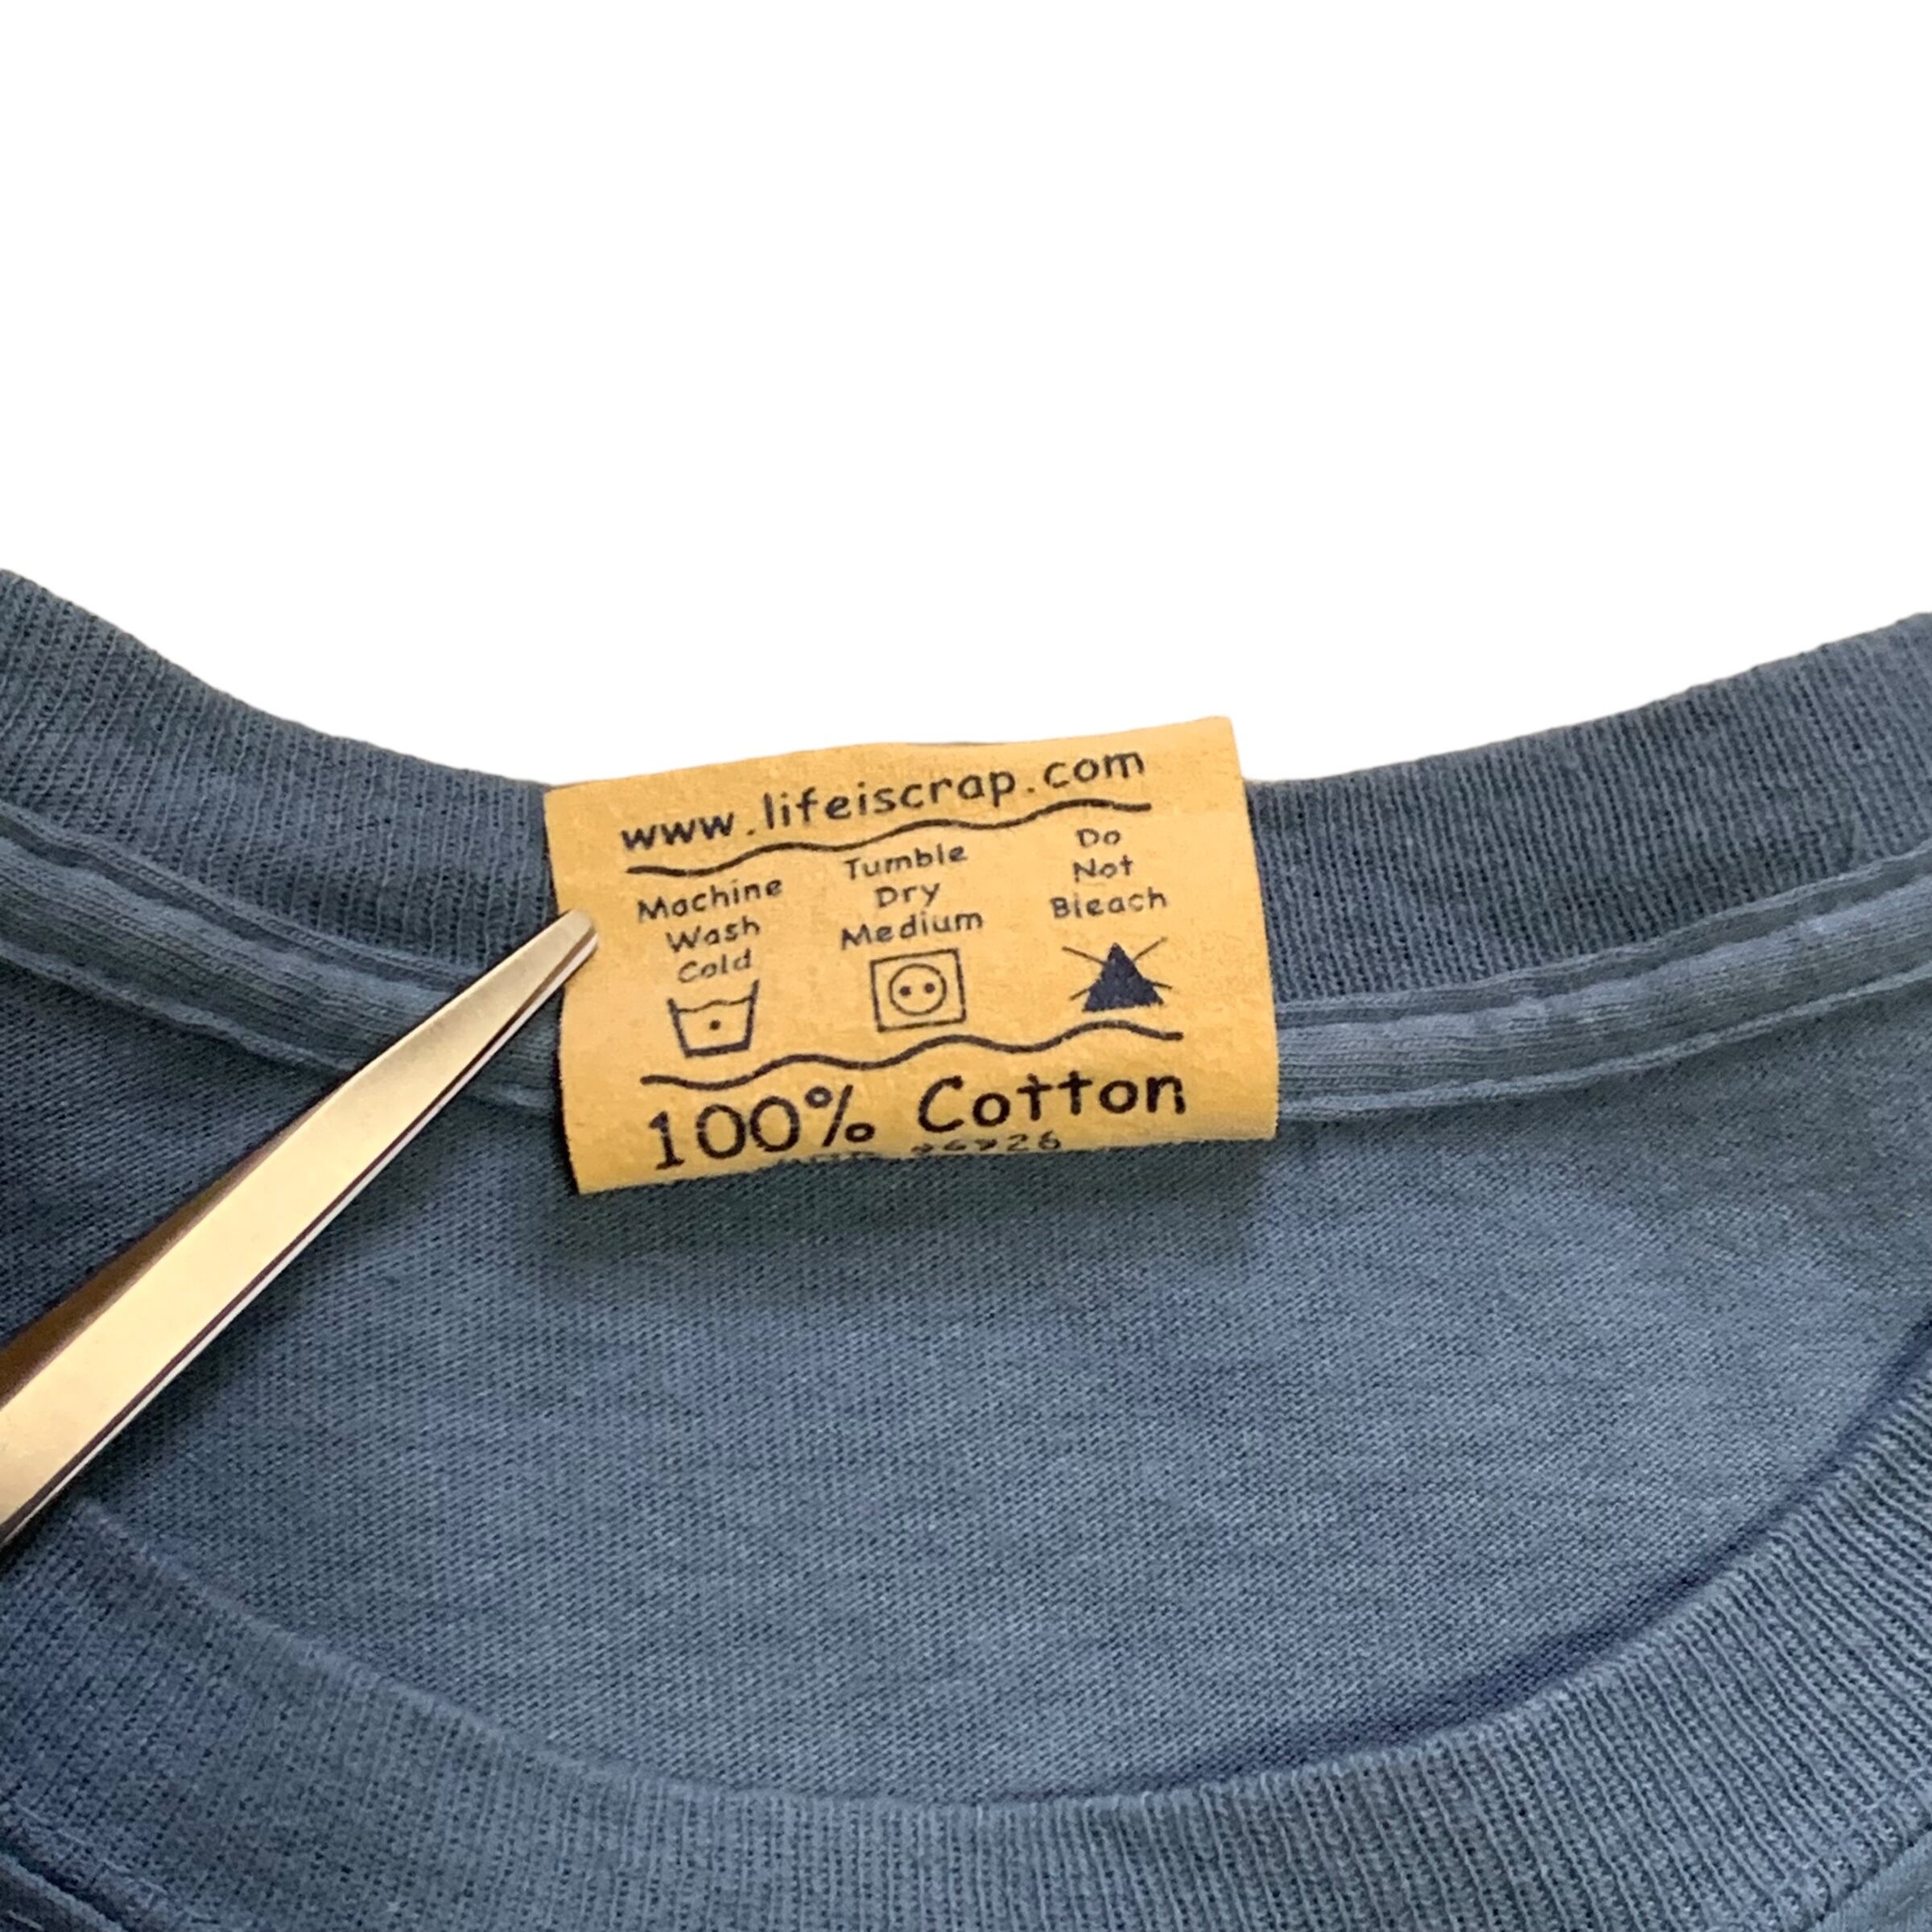 www.lifeiscrap.com
Machine
Wash
Cold
Tumble
Dry
Medium
Do
Not
Bleach
100% Cotton